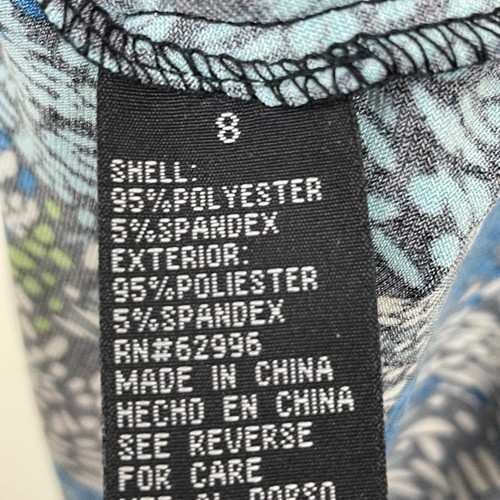 8
SHELL:
95%POLYESTER
5%SPANDEX
EXTERIOR:
95%POLIESTER
5%SPANDEX
RN#62996
MADE IN CHINA
HECHO EN CHINA
SEE REVERSE
FOR CARE
AL